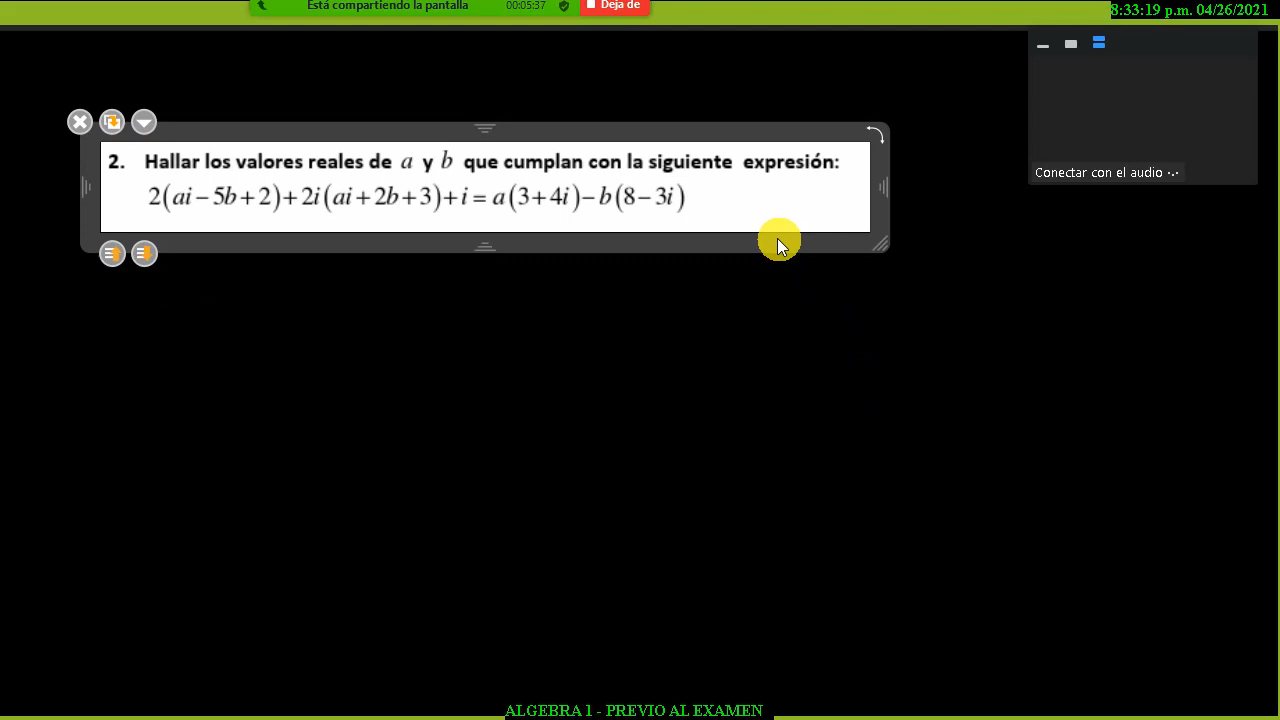 Está compartiendo la pantalla 00:05:37 Deja de
8:33:19 p.m. 04/26/2021
Conectar con el audio
2. Hallar los valores reales de a y b que cumplan con la siguiente expresión:
2(ai − 5b + 2) + 2i(ai + 2b + 3) + i = a(3 + 4i) − b(8 − 3i)
ALGEBRA 1 - PREVIO AL EXAMEN